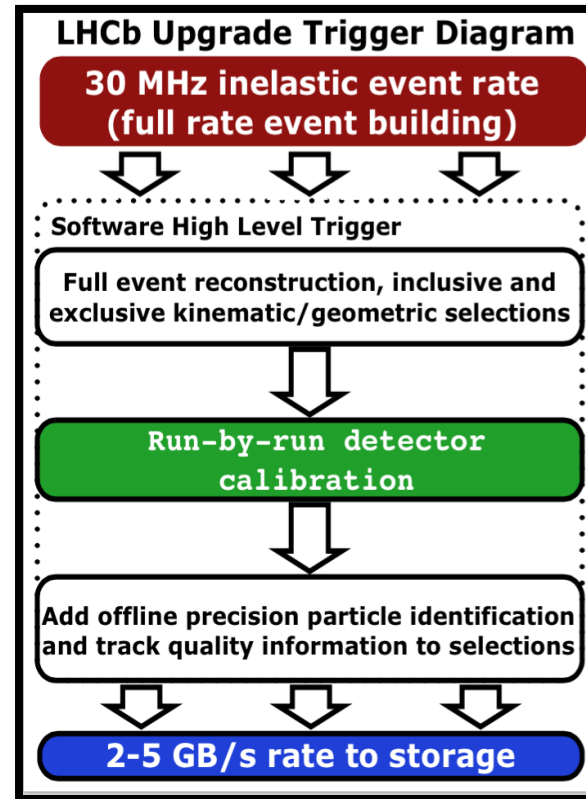 LHCb Upgrade Trigger Diagram
30 MHz inelastic event rate
(full rate event building)
Software High Level Trigger
Full event reconstruction, inclusive and
exclusive kinematic/geometric selections
Run-by-run detector
calibration
Add offline precision particle identification
and track quality information to selections
2-5 GB/s rate to storage